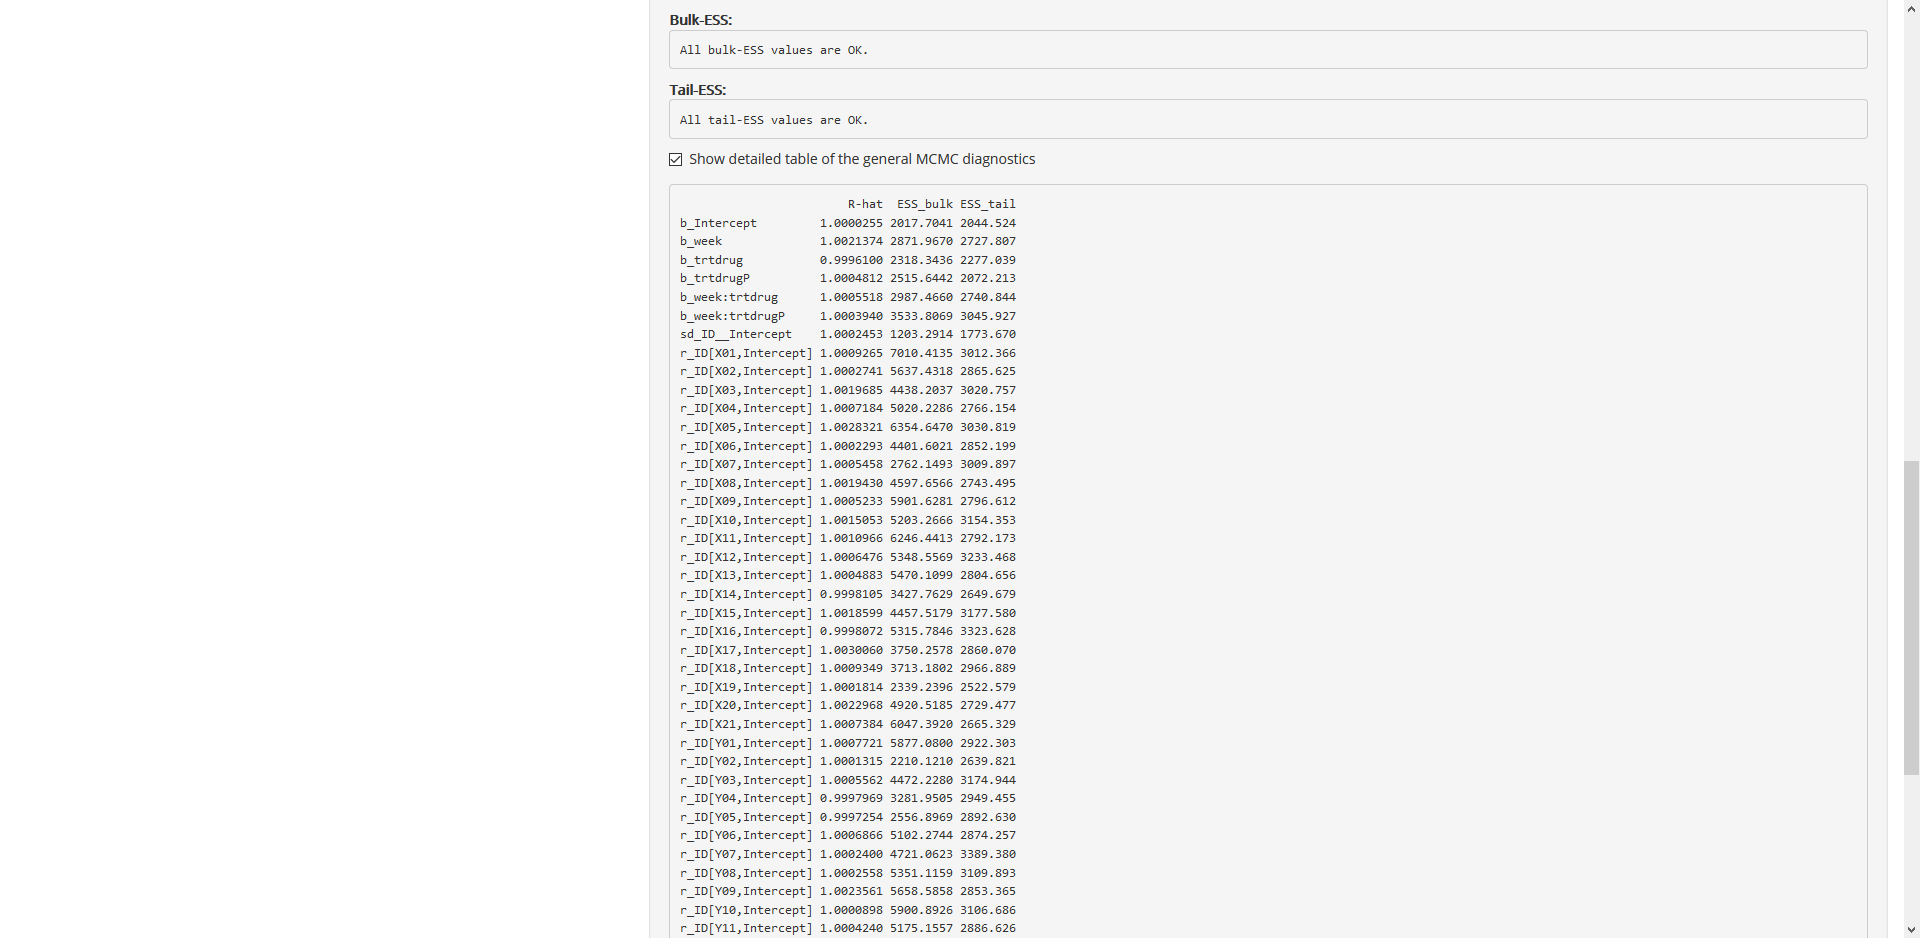 Bulk-ESS:
All bulk-ESS values are OK.
Tail-ESS:
All tail-ESS values are OK.
Show detailed table of the general MCMC diagnostics
R-hat ESS_bulk ESS_tail
b_Intercept 1.0000255 2017.7041 2044.524
b_week 1.0021374 2871.9670 2727.807
b_trtdrug 0.9996100 2318.3436 2277.039
b_trtdrugP 1.0004812 2515.6442 2072.213
b_week:trtdrug 1.0005518 2987.4660 2740.844
b_week:trtdrugP 1.0003940 3533.8069 3045.927
sd_ID__Intercept 1.0002453 1203.2914 1773.670
r_ID[X01,Intercept] 1.0009265 7010.4135 3012.366
r_ID[X02,Intercept] 1.0002741 5637.4318 2865.625
r_ID[X03,Intercept] 1.0019685 4438.2037 3020.757
r_ID[X04,Intercept] 1.0007184 5020.2286 2766.154
r_ID[X05,Intercept] 1.0028321 6354.6470 3030.819
r_ID[X06,Intercept] 1.0002293 4401.6021 2852.199
r_ID[X07,Intercept] 1.0005458 2762.1493 3009.897
r_ID[X08,Intercept] 1.0019430 4597.6566 2743.495
r_ID[X09,Intercept] 1.0005233 5901.6281 2796.612
r_ID[X10,Intercept] 1.0015053 5203.2666 3154.353
r_ID[X11,Intercept] 1.0010966 6246.4413 2792.173
r_ID[X12,Intercept] 1.0006476 5348.5569 3233.468
r_ID[X13,Intercept] 1.0004883 5470.1099 2804.656
r_ID[X14,Intercept] 0.9998105 3427.7629 2649.679
r_ID[X15,Intercept] 1.0018599 4457.5179 3177.580
r_ID[X16,Intercept] 0.9998072 5315.7846 3323.628
r_ID[X17,Intercept] 1.0030060 3750.2578 2860.070
r_ID[X18,Intercept] 1.0009349 3713.1802 2966.889
r_ID[X19,Intercept] 1.0001814 2339.2396 2522.579
r_ID[X20,Intercept] 1.0022968 4920.5185 2729.477
r_ID[X21,Intercept] 1.0007384 6047.3920 2665.329
r_ID[Y01,Intercept] 1.0007721 5877.0800 2922.303
r_ID[Y02,Intercept] 1.0001315 2210.1210 2639.821
r_ID[Y03,Intercept] 1.0005562 4472.2280 3174.944
r_ID[Y04,Intercept] 0.9997969 3281.9505 2949.455
r_ID[Y05,Intercept] 0.9997254 2556.8969 2892.630
r_ID[Y06,Intercept] 1.0006866 5102.2744 2874.257
r_ID[Y07,Intercept] 1.0002400 4721.0623 3389.380
r_ID[Y08,Intercept] 1.0002558 5351.1159 3109.893
r_ID[Y09,Intercept] 1.0023561 5658.5858 2853.365
r_ID[Y10,Intercept] 1.0000898 5900.8926 3106.686
r_ID[Y11,Intercept] 1.0004240 5175.1557 2886.626